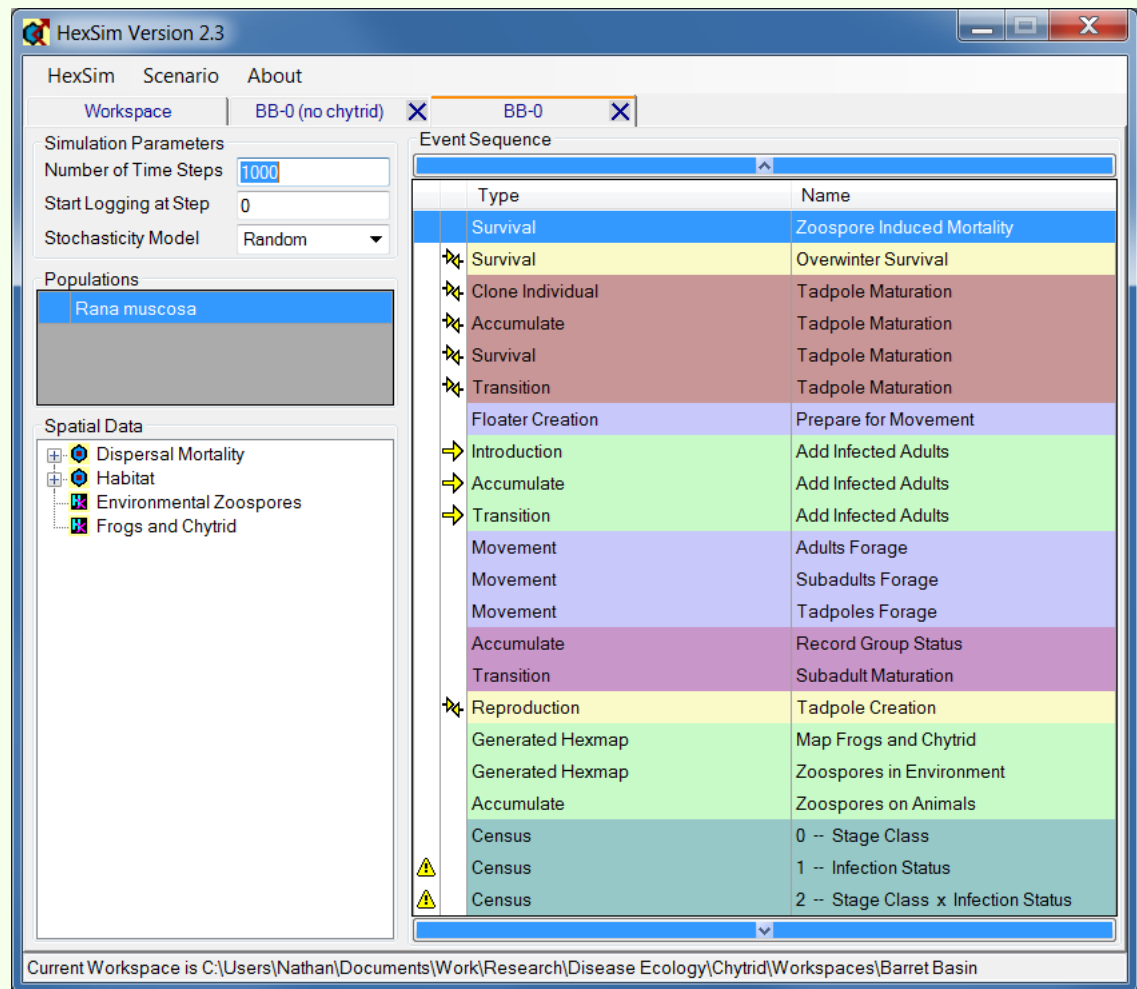 HexSim Version 2.3
HexSim Scenario About
Workspace BB-0 (no chytrid) BB-0
Simulation Parameters
Number of Time Steps 1000
Start Logging at Step 0
Stochasticity Model Random
Populations
Rana muscosa
Spatial Data
Dispersal Mortality
Habitat
Environmental Zoospores
Frogs and Chytrid
Event Sequence
Type Name
Survival Zoospore Induced Mortality
Survival Overwinter Survival
Clone Individual Tadpole Maturation
Accumulate Tadpole Maturation
Survival Tadpole Maturation
Transition Tadpole Maturation
Floater Creation Prepare for Movement
Introduction Add Infected Adults
Accumulate Add Infected Adults
Transition Add Infected Adults
Movement Adults Forage
Movement Subadults Forage
Movement Tadpoles Forage
Accumulate Record Group Status
Transition Subadult Maturation
Reproduction Tadpole Creation
Generated Hexmap Map Frogs and Chytrid
Generated Hexmap Zoospores in Environment
Accumulate Zoospores on Animals
Census 0 -- Stage Class
Census 1 -- Infection Status
Census 2 -- Stage Class x Infection Status
Current Workspace is C:\Users\Nathan\Documents\Work\Research\Disease Ecology\Chytrid\Workspaces\Barret Basin